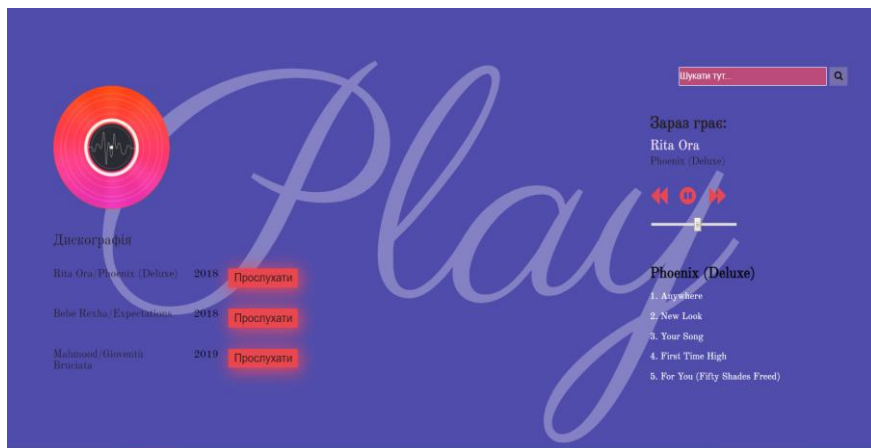 Play
Шукати тут...
Зараз грає:
Rita Ora
Phoenix (Deluxe)
Дискографія
Rita Ora/Phoenix (Deluxe) 2018 Прослухати
Bebe Rexha/Expectations 2018 Прослухати
Mahmood/Gioventù 2019 Прослухати
Bruciata
Phoenix (Deluxe)
1. Anywhere
2. New Look
3. Your Song
4. First Time High
5. For You (Fifty Shades Freed)